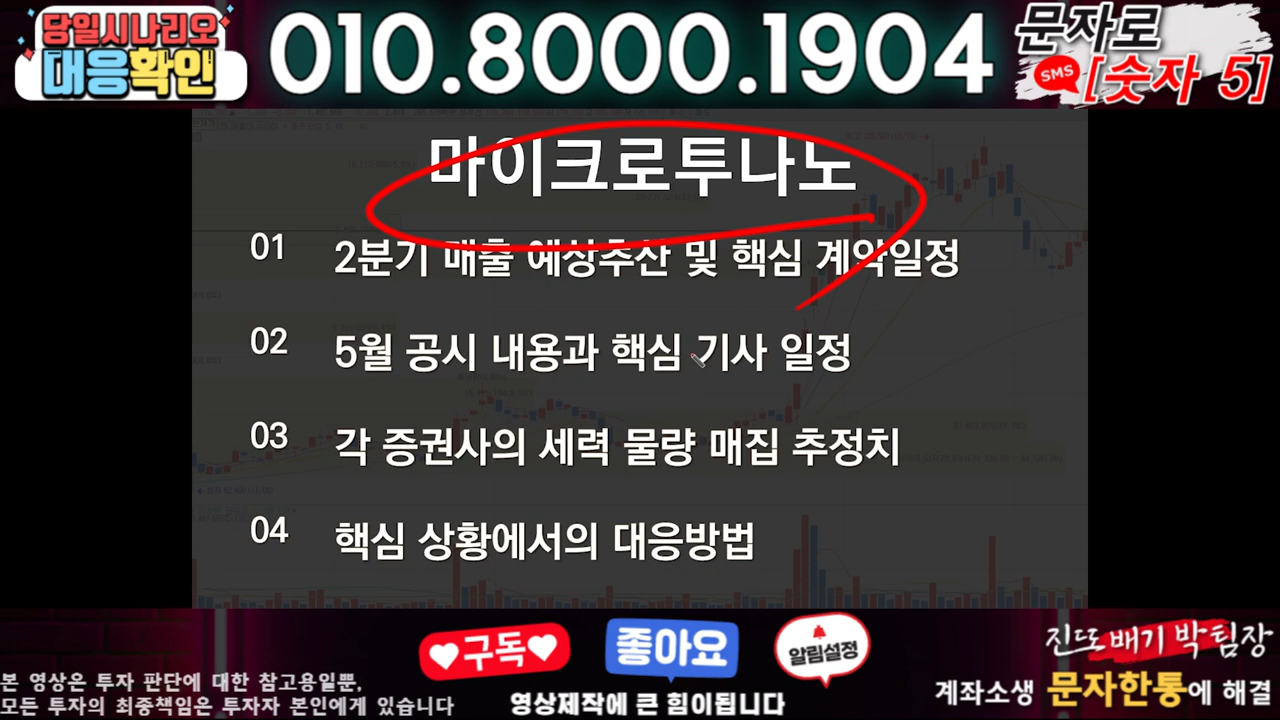 당일시나리오
대응확인
010.8000.1904
문자로
SMS
[숫자 5]
마이크로투나노
01 2분기 매출 예상추산 및 핵심 계약일정
02 5월 공시 내용과 핵심 기사 일정
03 각 증권사의 세력 물량 매집 추정치
04 핵심 상황에서의 대응방법
구독
좋아요
알림설정
영상제작에 큰 힘이됩니다
본 영상은 투자 판단에 대한 참고용일뿐,
모든 투자의 최종책임은 투자자 본인에게 있습니다
진또배기 박팀장
계좌소생 문자한통에 해결